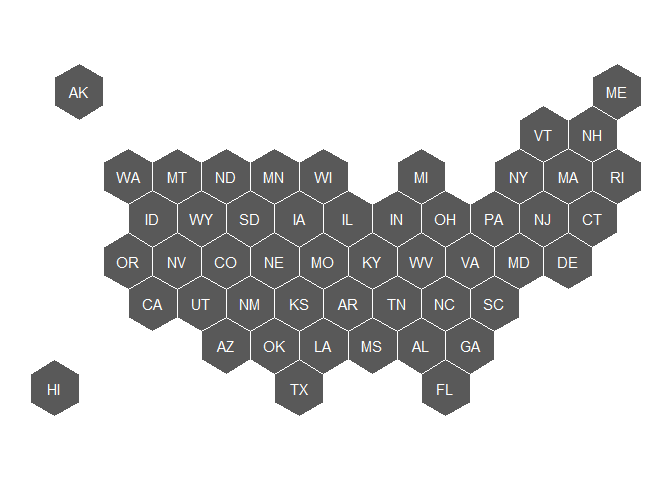 AK ME
VT NH
WA MT ND MN WI MI NY MA RI
ID WY SD IA IL IN OH PA NJ CT
OR NV CO NE MO KY WV VA MD DE
CA UT NM KS AR TN NC SC
AZ OK LA MS AL GA
HI TX FL